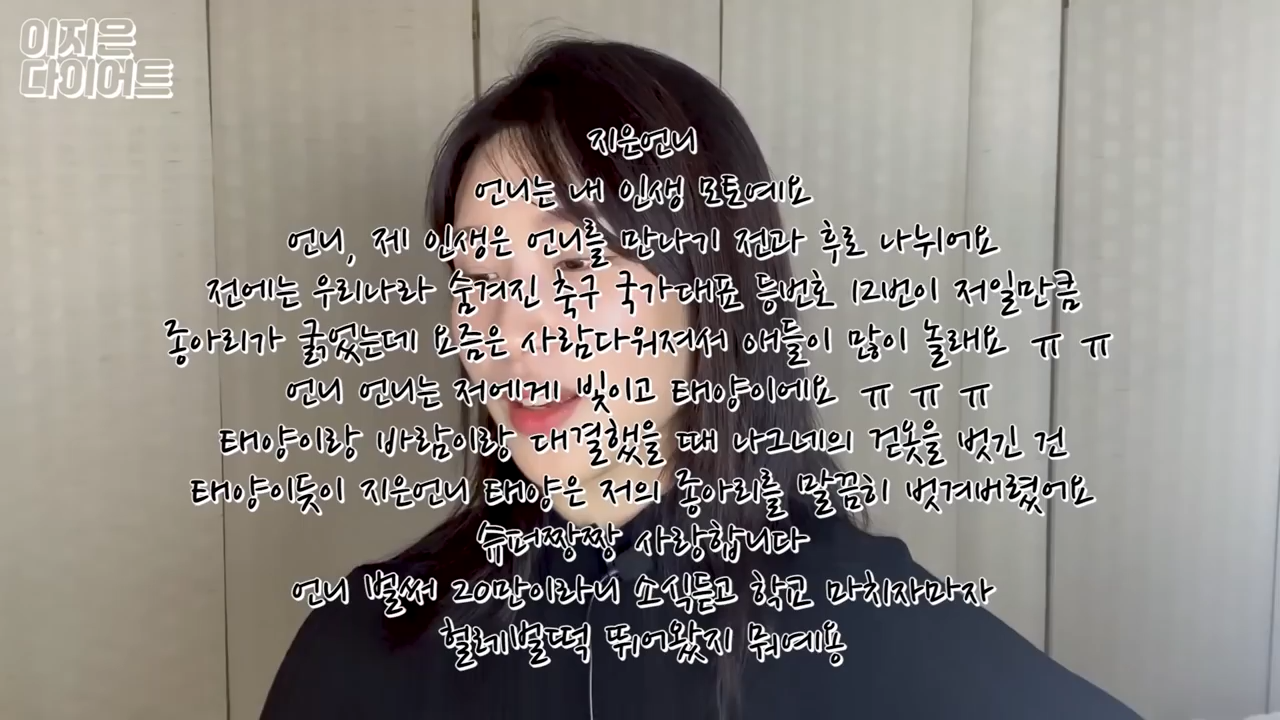 이지은
다이어트
지은언니
언니는 내 인생 모토예요
언니, 제 인생은 언니를 만나기 전과 후로 나뉘어요
전에는 우리나라 숨겨진 축구 국가대표 등번호 12번이 저일만큼
종아리가 굵었는데 요즘은 사람다워져서 애들이 많이 놀래요 ㅠㅠ
언니 언니는 저에게 빛이고 태양이에요 ㅠㅠㅠ
태양이랑 바람이랑 대결했을 때 나그네의 겉옷을 벗긴 건
태양이듯이 지은언니 태양은 저의 종아리를 말끔히 벗겨버렸어요
슈퍼짱짱 사랑합니다
언니 벌써 20만이라니 소식듣고 학교 마치자마자
헐레벌떡 뛰어왔지 뭐예용